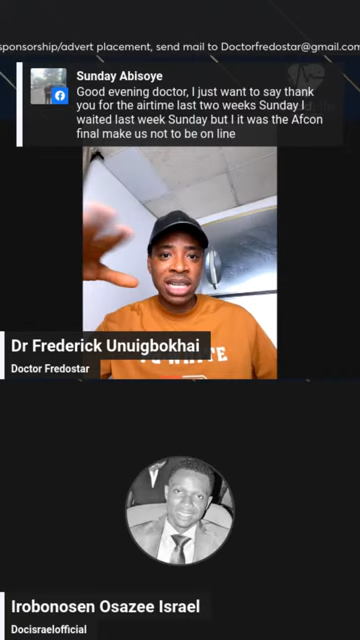 sponsorship/advert placement, send mail to Doctorfredostar@gmail.com
Sunday Abisoye
Good evening doctor, I just want to say thank
you for the airtime last two weeks Sunday I
waited last week Sunday but I it was the Afcon
final make us not to be on line
Dr Frederick Unuigbokhai
Doctor Fredostar
Irobonosen Osazee Israel
Docisraelofficial